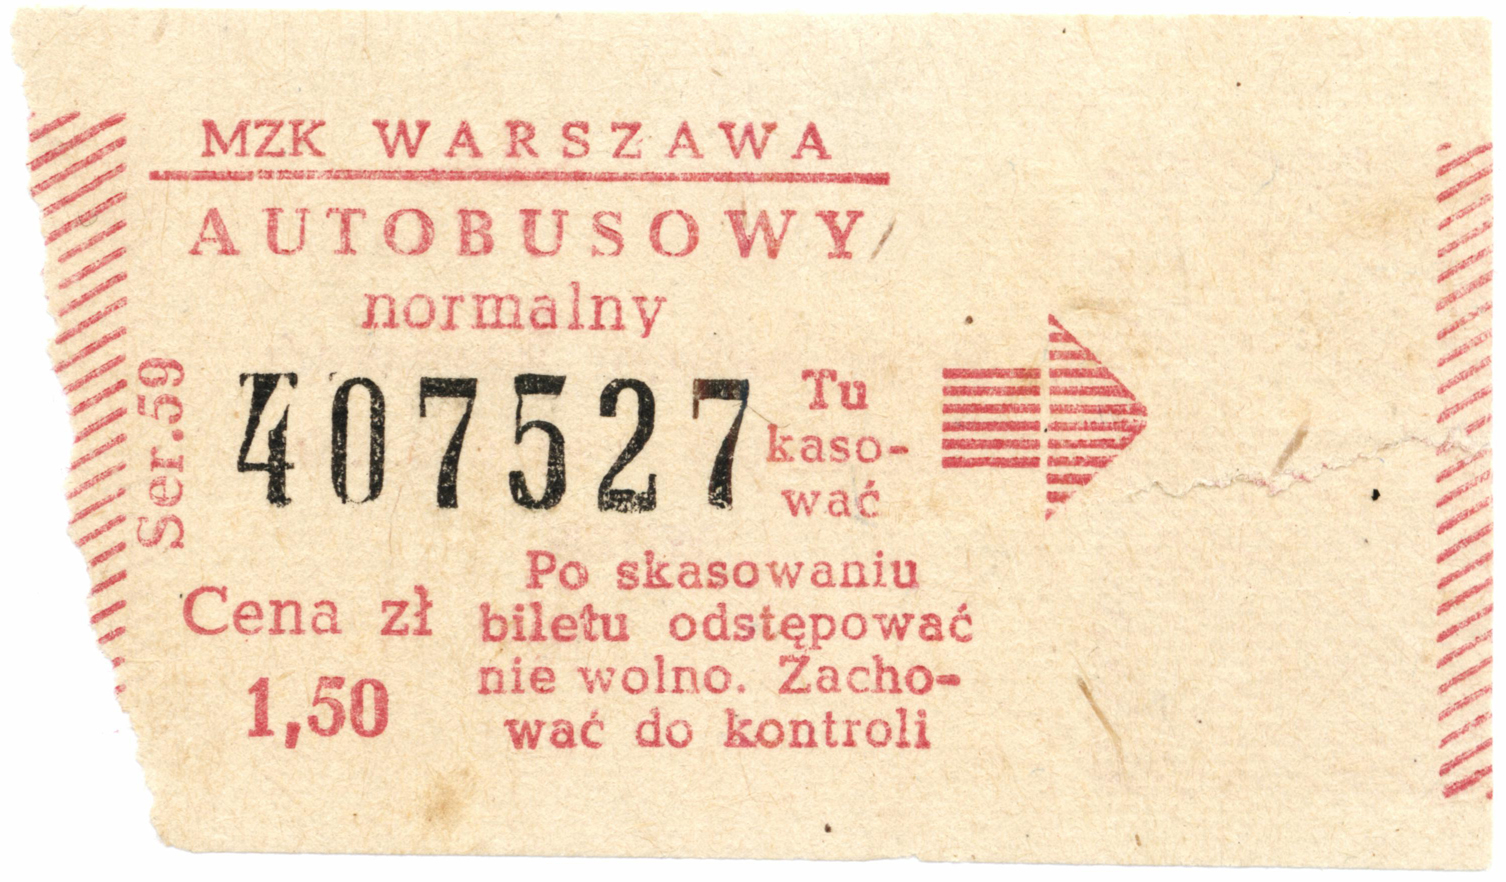 MZK WARSZAWA
AUTOBUSOWY
normalny
Ser.59
407527
Tu
kaso-
wać
Cena zł
1,50
Po skasowaniu
biletu odstępować
nie wolno. Zacho-
wać do kontroli